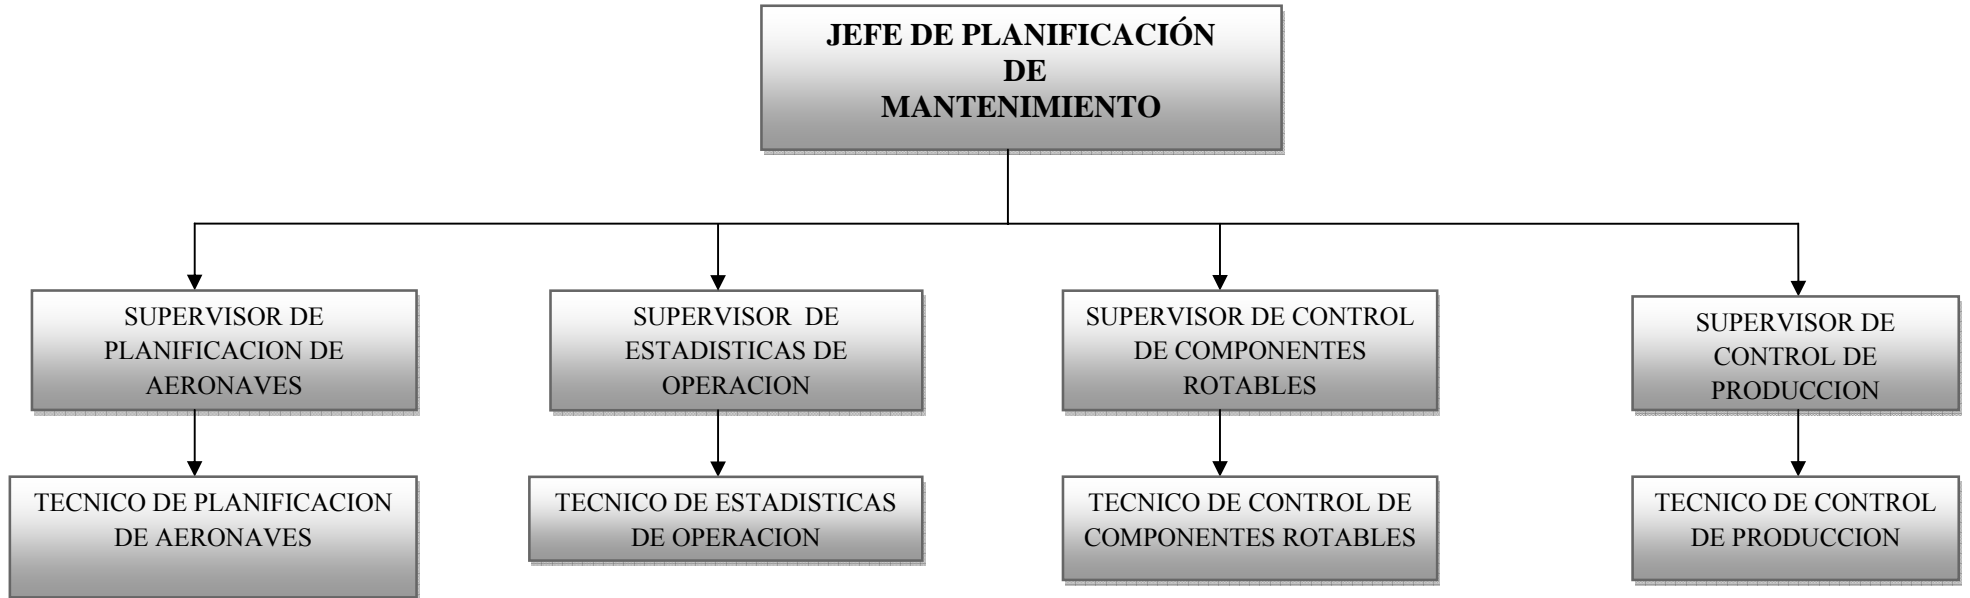 JEFE DE PLANIFICACIÓN
DE
MANTENIMIENTO
SUPERVISOR DE
PLANIFICACION DE
AERONAVES
SUPERVISOR DE
ESTADISTICAS DE
OPERACION
SUPERVISOR DE CONTROL
DE COMPONENTES
ROTABLES
SUPERVISOR DE
CONTROL DE
PRODUCCION
TECNICO DE PLANIFICACION
DE AERONAVES
TECNICO DE ESTADISTICAS
DE OPERACION
TECNICO DE CONTROL DE
COMPONENTES ROTABLES
TECNICO DE CONTROL
DE PRODUCCION